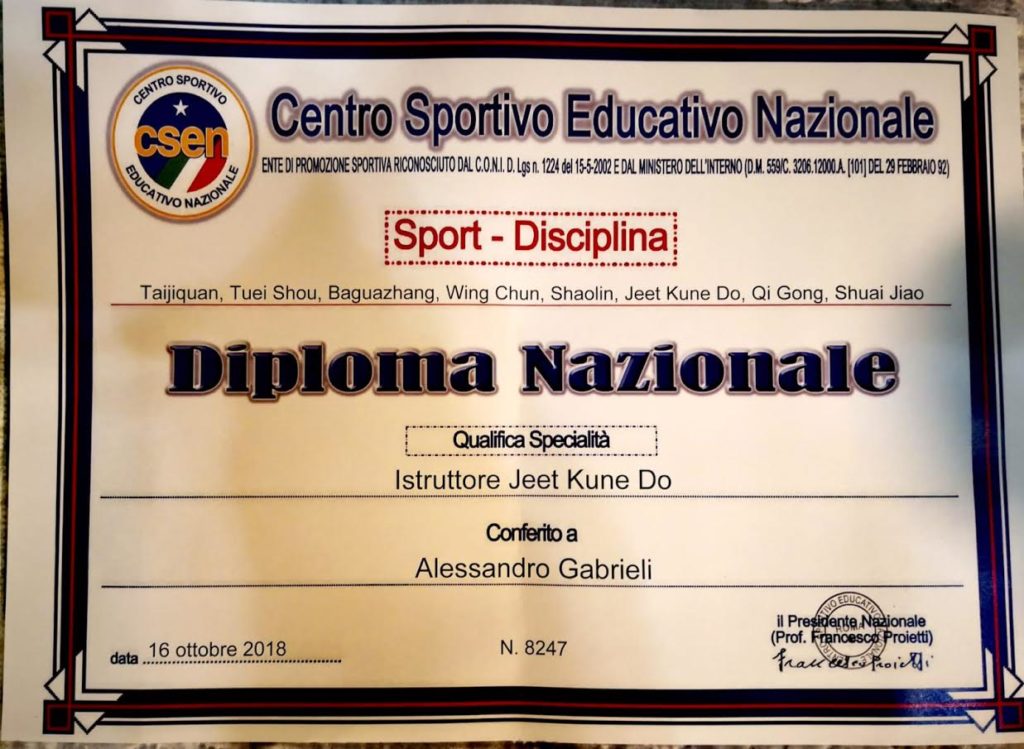 CENTRO SPORTIVO
csen
EDUCATIVO NAZIONALE
Centro Sportivo Educativo Nazionale
ENTE DI PROMOZIONE SPORTIVA RICONOSCIUTO DAL C.O.N.I. D. Lgs n. 1224 del 15-5-2002 E DAL MINISTERO DELL'INTERNO (D.M. 559/C. 3206.12000.A. [101] DEL 29 FEBBRAIO 92)
Sport - Disciplina
Taijiquan, Tuei Shou, Baguazhang, Wing Chun, Shaolin, Jeet Kune Do, Qi Gong, Shuai Jiao
Diploma Nazionale
Qualifica Specialità
Istruttore Jeet Kune Do
Conferito a
Alessandro Gabrieli
il Presidente Nazionale
(Prof. Francesco Proietti)
Francesco Proietti
data 16 ottobre 2018
N. 8247
ROMA